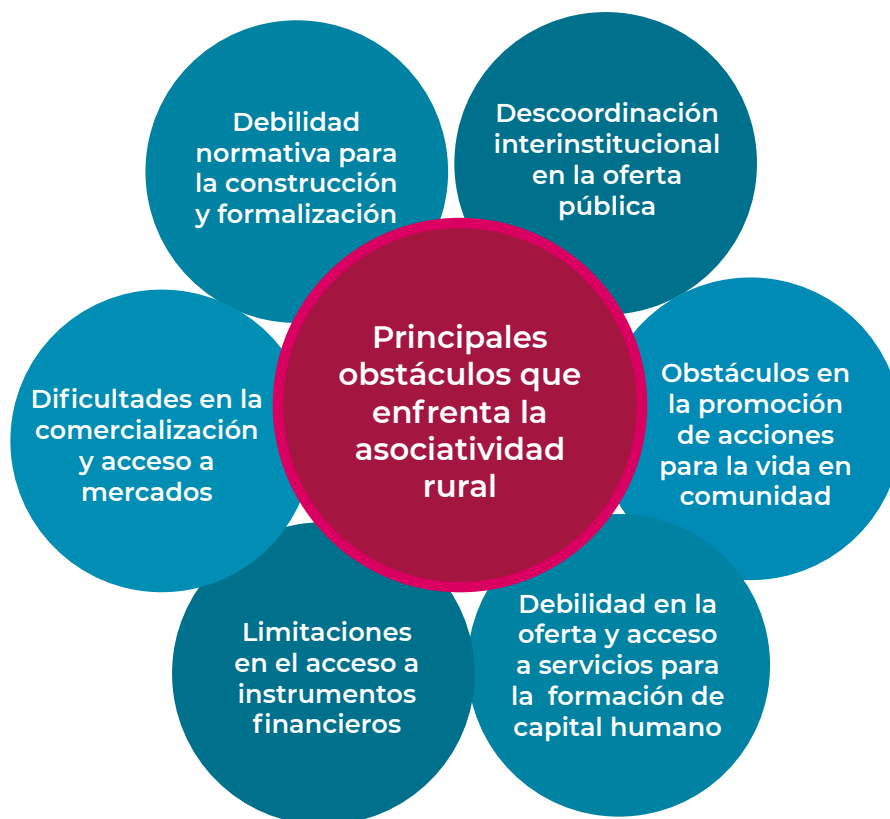 Debilidad
normativa para
la construcción
y formalización
Descoordinación
interinstitucional
en la oferta
pública
Principales
obstáculos que
enfrenta la
asociatividad
rural
Dificultades en la
comercialización
y acceso a
mercados
Obstáculos en
la promoción
de acciones
para la vida en
comunidad
Limitaciones
en el acceso a
instrumentos
financieros
Debilidad en la
oferta y acceso
a servicios para
la formación de
capital humano